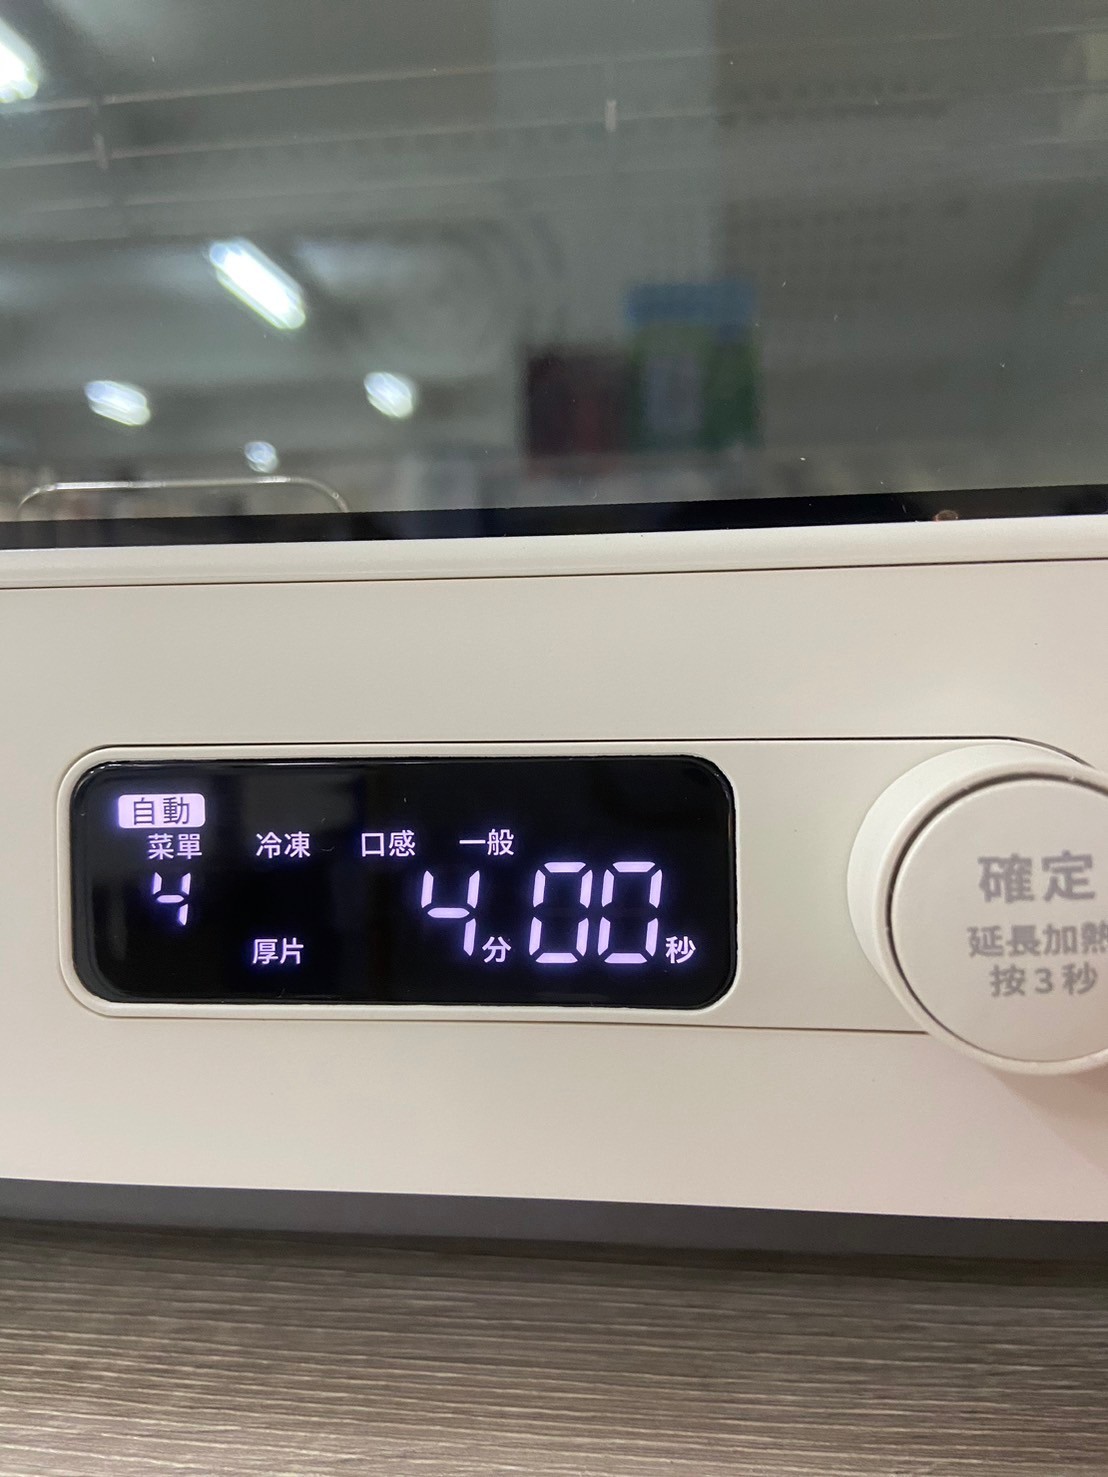 自動
菜單 冷凍 口感 一般
4 4分00秒
厚片
確定
延長加熱
按3秒